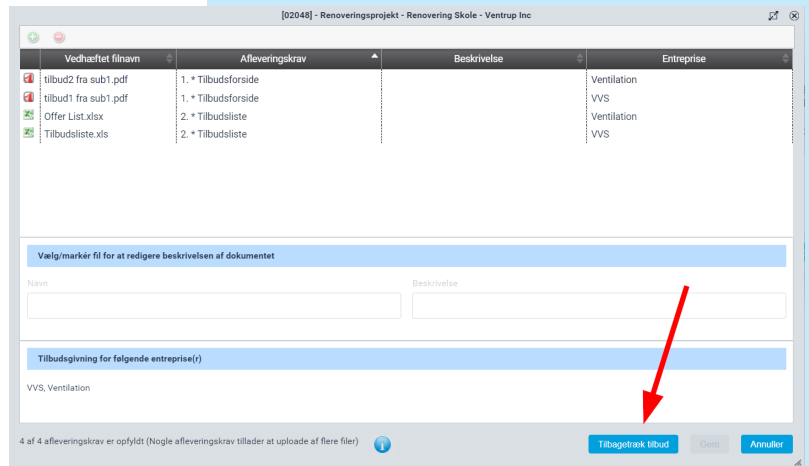 [02048] - Renoveringsprojekt - Renovering Skole - Ventrup Inc
Vedhæftet filnavn Afleveringskrav Beskrivelse Entreprise
tilbud2 fra sub1.pdf 1. * Tilbudsforside Ventilation
tilbud1 fra sub1.pdf 1. * Tilbudsforside VVS
Offer List.xlsx 2. * Tilbudsliste Ventilation
Tilbudsliste.xls 2. * Tilbudsliste VVS
Vælg/markér fil for at redigere beskrivelsen af dokumentet
Navn Beskrivelse
Tilbudsgivning for følgende entreprise(r)
VVS, Ventilation
4 af 4 afleveringskrav er opfyldt (Nogle afleveringskrav tillader at uploade af flere filer) Tilbagetræk tilbud Gem Annuller